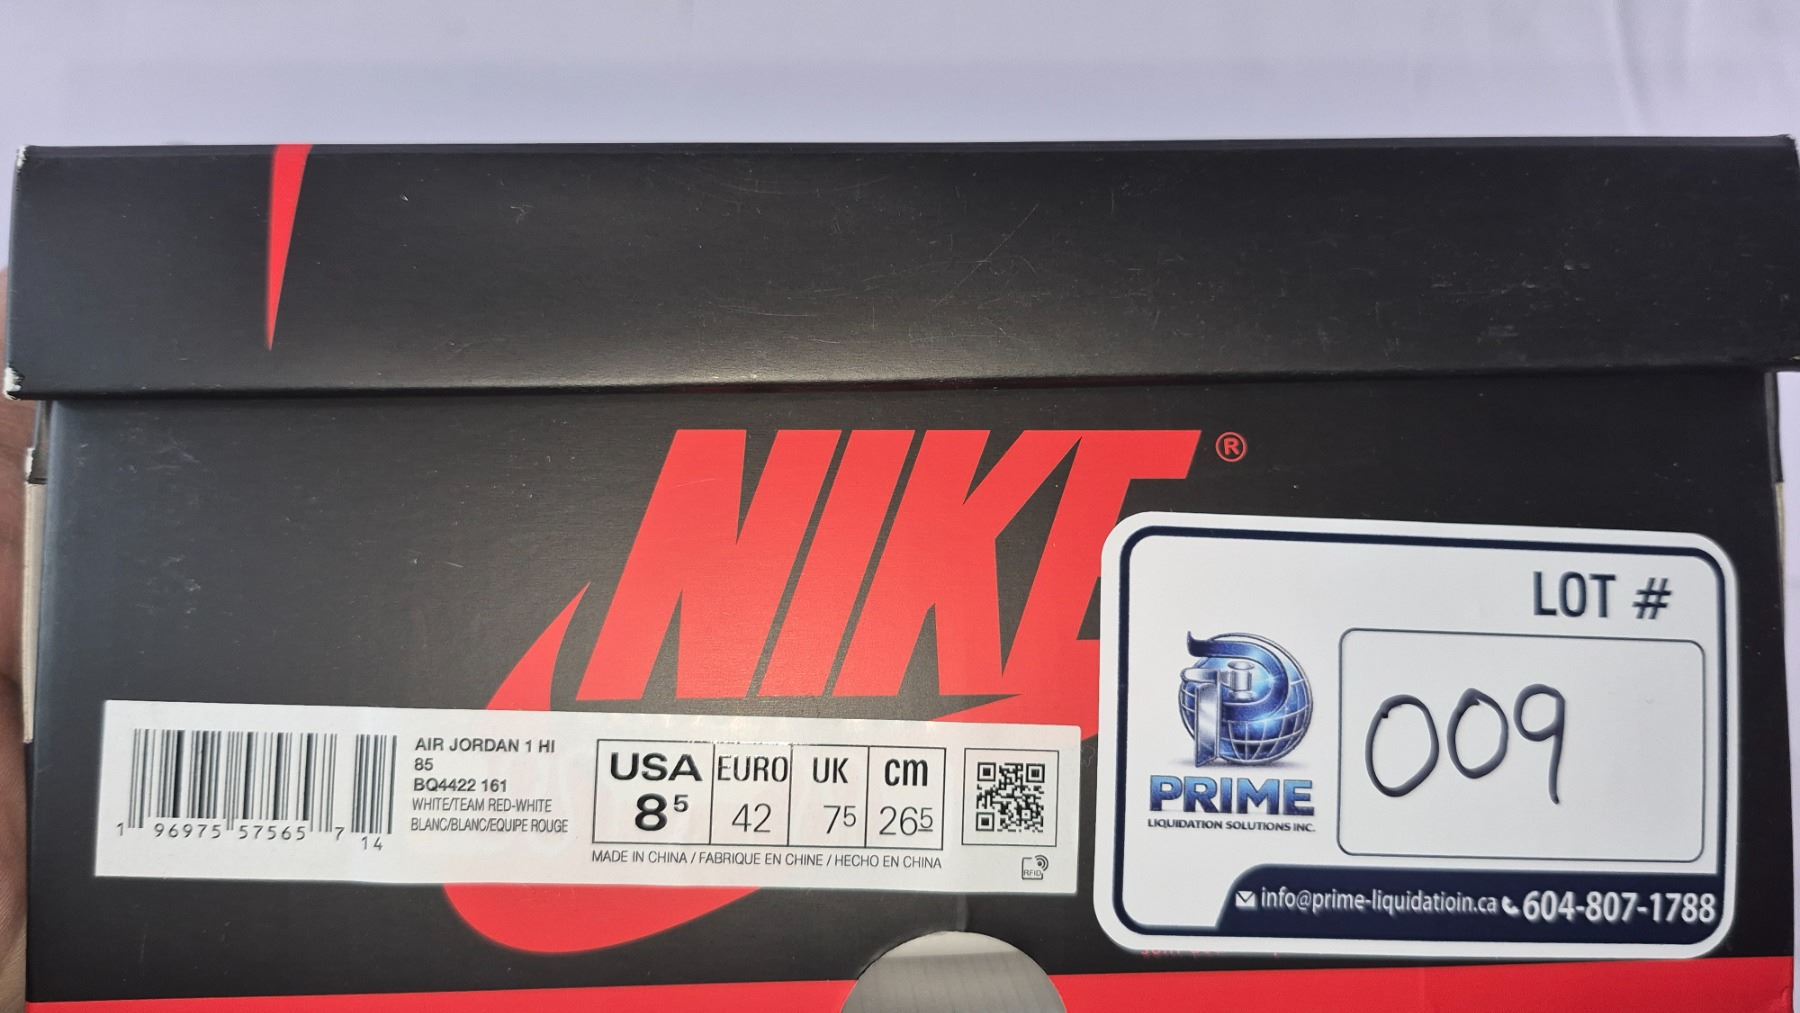 NIKE®
AIR JORDAN 1 HI
85
BQ4422 161
WHITE/TEAM RED-WHITE
BLANC/BLANC/EQUIPE ROUGE
1 96975 57565 7 14
USA EURO UK cm
8⁵ 42 7⁵ 26⁵
MADE IN CHINA / FABRIQUE EN CHINE / HECHO EN CHINA
RFID
LOT #
009
PRIME
LIQUIDATION SOLUTIONS INC.
info@prime-liquidatioin.ca 604-807-1788